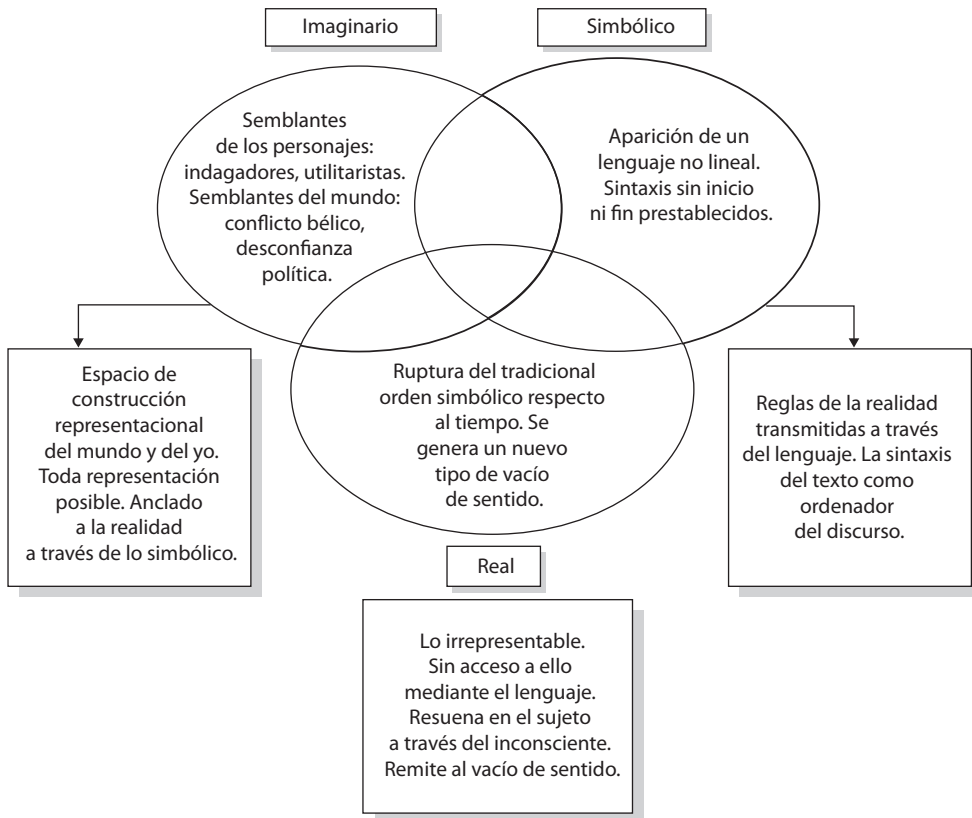 Imaginario
Simbólico
Semblantes
de los personajes:
indagadores, utilitaristas.
Semblantes del mundo:
conflicto bélico,
desconfianza
política.
Aparición de un
lenguaje no lineal.
Sintaxis sin inicio
ni fin prestablecidos.
Ruptura del tradicional
orden simbólico respecto
al tiempo. Se
genera un nuevo
tipo de vacío
de sentido.
Espacio de
construcción
representacional
del mundo y del yo.
Toda representación
posible. Anclado
a la realidad
a través de lo simbólico.
Reglas de la realidad
transmitidas a través
del lenguaje. La sintaxis
del texto como
ordenador
del discurso.
Real
Lo irrepresentable.
Sin acceso a ello
mediante el lenguaje.
Resuena en el sujeto
a través del inconsciente.
Remite al vacío de sentido.